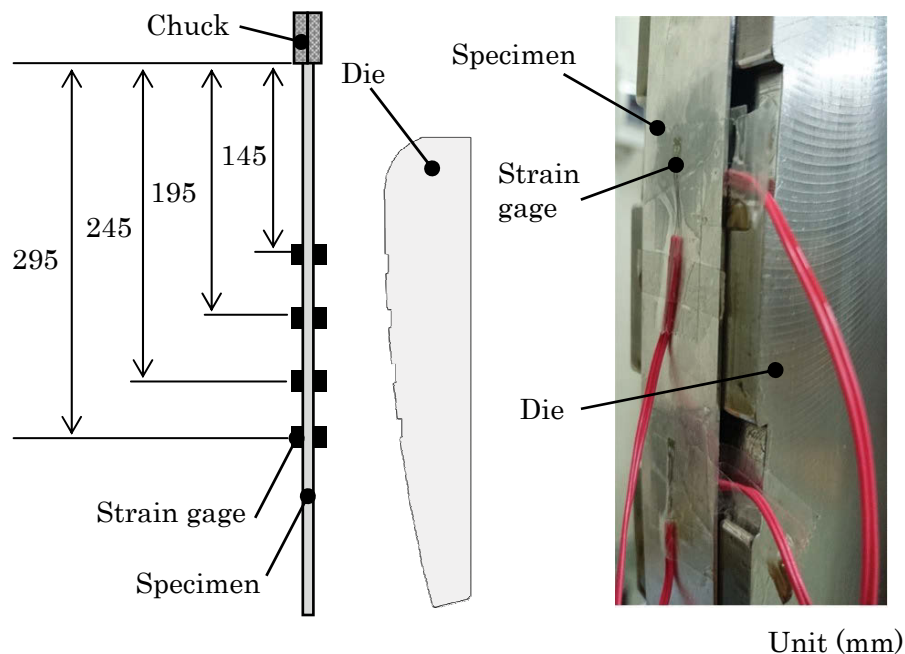 Chuck
Die
145
195
245
295
Strain gage
Specimen
Specimen
Strain
gage
Die
Unit (mm)